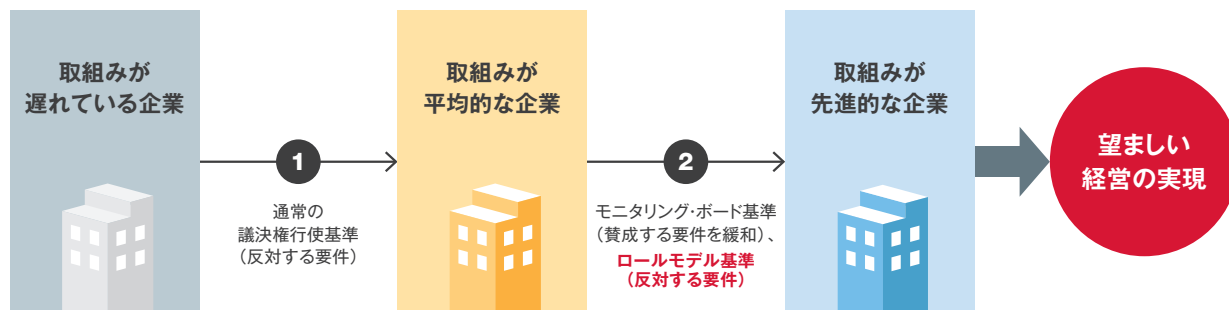 取組みが
遅れている企業
1
通常の
議決権行使基準
（反対する要件）
取組みが
平均的な企業
2
モニタリング・ボード基準
（賛成する要件を緩和）、
ロールモデル基準
（反対する要件）
取組みが
先進的な企業
望ましい
経営の実現